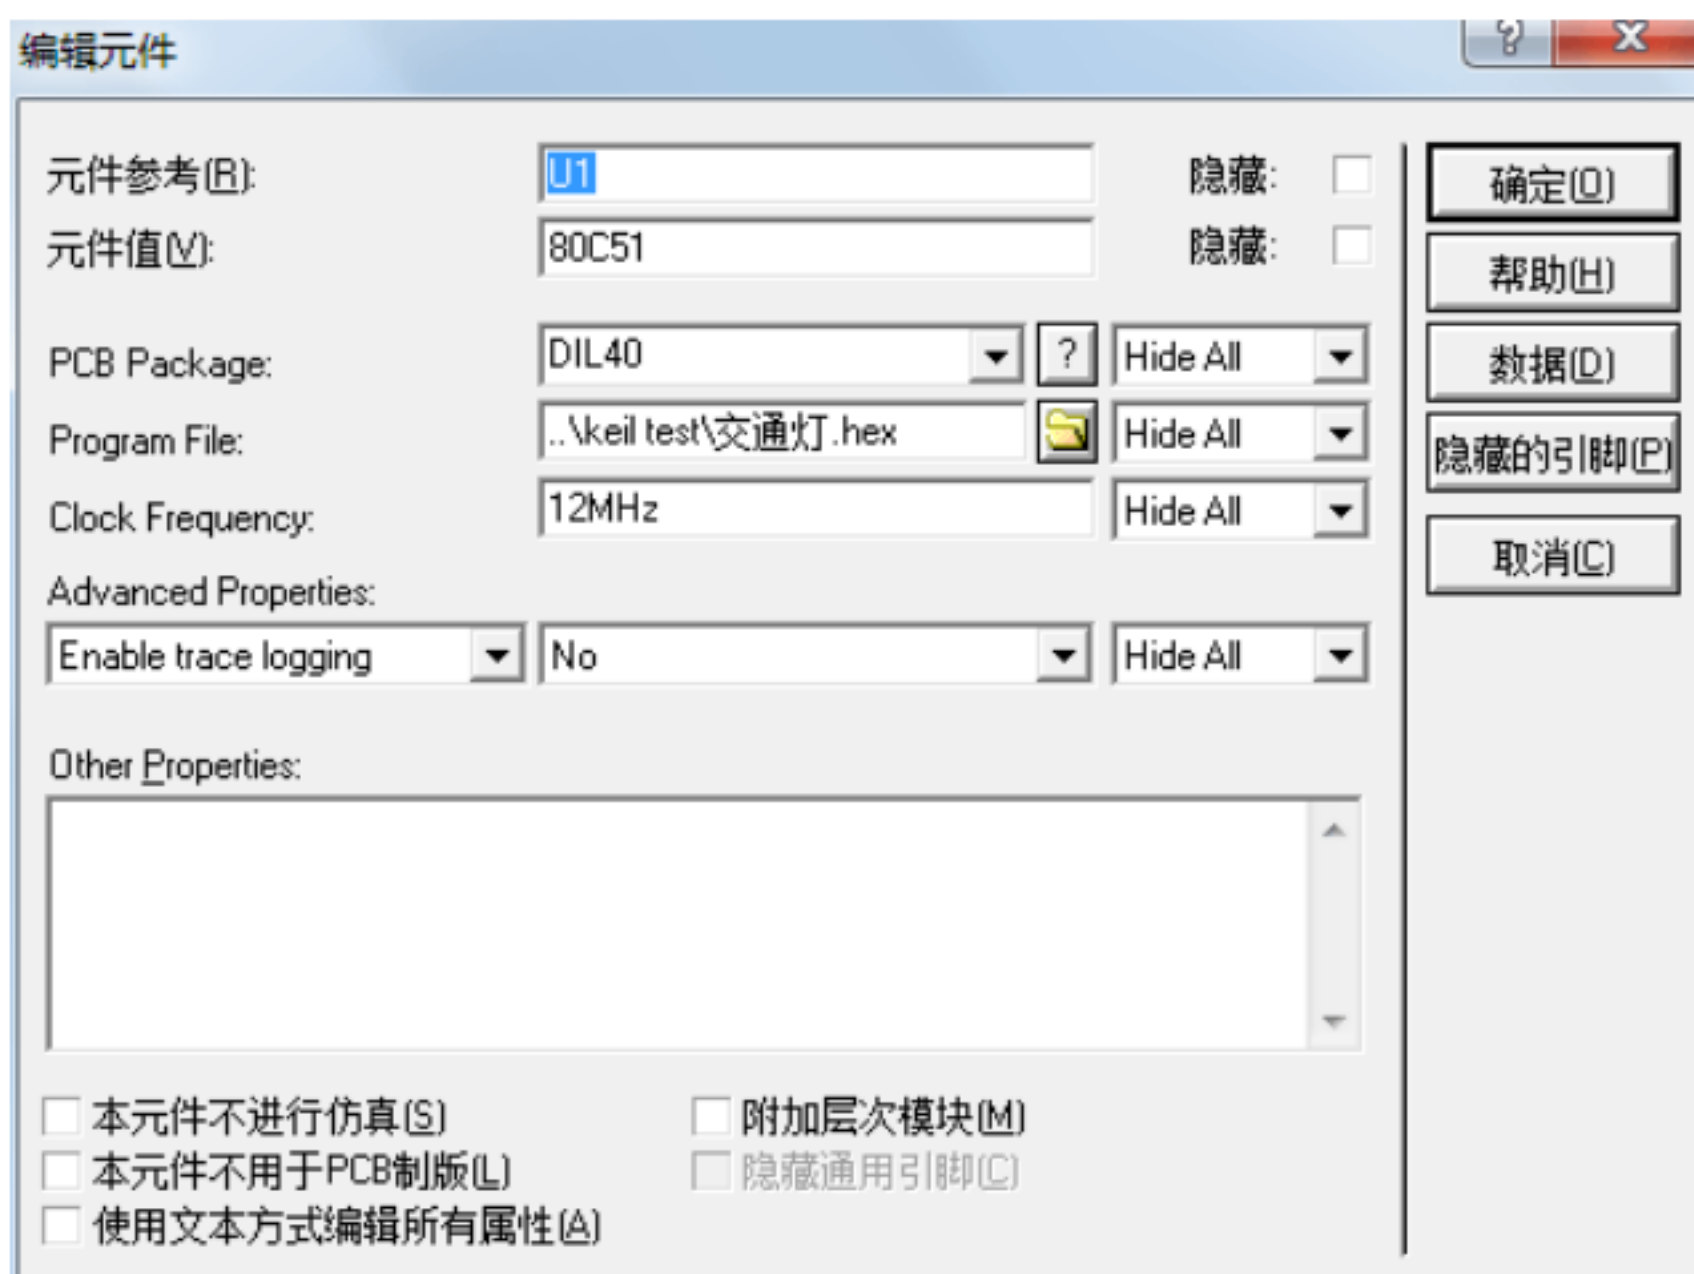 编辑元件
元件参考(R): U1 隐藏: 确定(O)
元件值(V): 80C51 隐藏: 帮助(H)
PCB Package: DIL40 ? Hide All 数据(D)
Program File: ..\keil test\交通灯.hex Hide All 隐藏的引脚(P)
Clock Frequency: 12MHz Hide All 取消(C)
Advanced Properties:
Enable trace logging No Hide All
Other Properties:
本元件不进行仿真(S) 附加层次模块(M)
本元件不用于PCB制版(L) 隐藏通用引脚(C)
使用文本方式编辑所有属性(A)